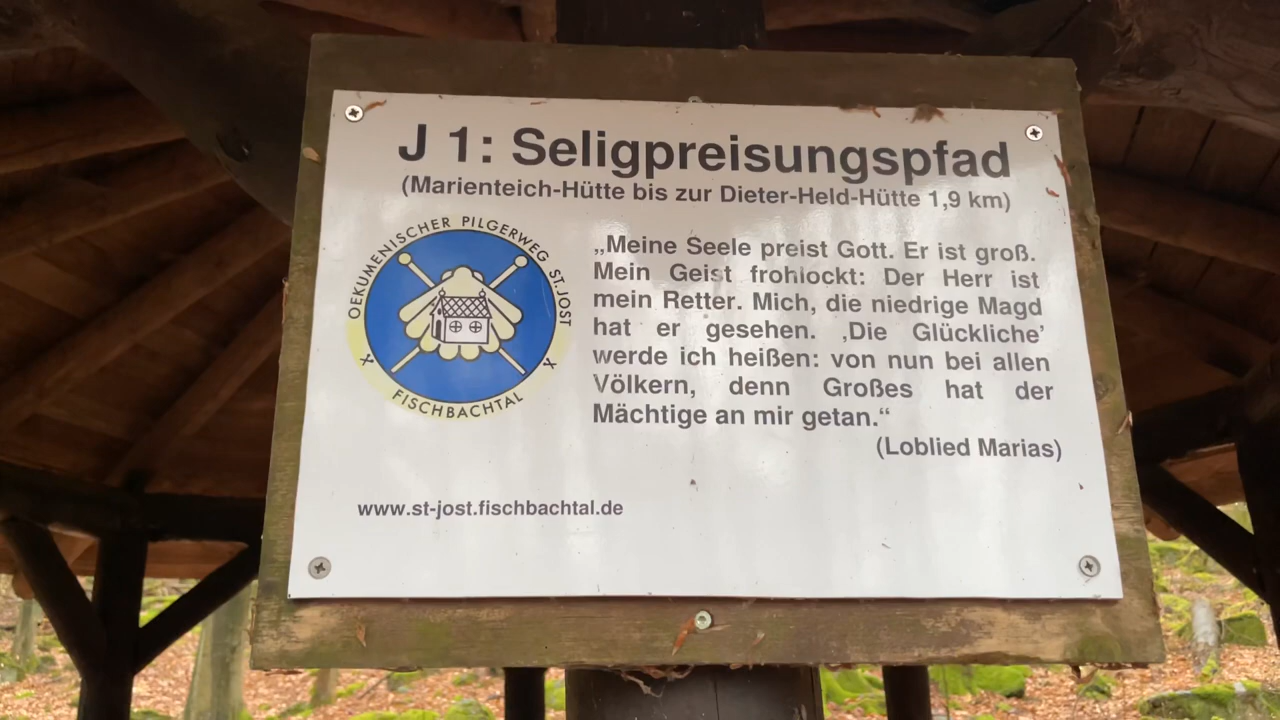 J 1: Seligpreisungspfad
(Marienteich-Hütte bis zur Dieter-Held-Hütte 1,9 km)
OEKUMENISCHER PILGERWEG ST. JOST
FISCHBACHTAL
„Meine Seele preist Gott. Er ist groß.
Mein Geist frohlockt: Der Herr ist
mein Retter. Mich, die niedrige Magd
hat er gesehen. ‚Die Glückliche’
werde ich heißen: von nun bei allen
Völkern, denn Großes hat der
Mächtige an mir getan.“
(Loblied Marias)
www.st-jost.fischbachtal.de